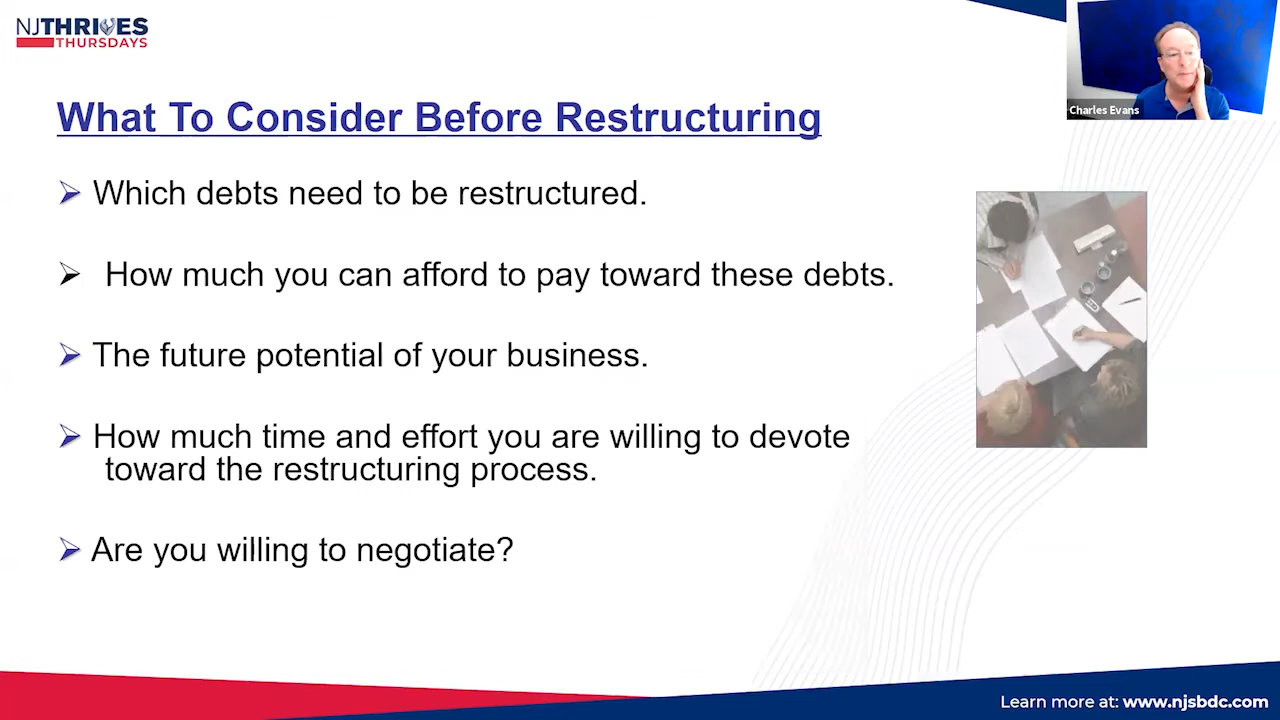 NJTHRIVES
THURSDAYS
Charles Evans
What To Consider Before Restructuring
Which debts need to be restructured.
How much you can afford to pay toward these debts.
The future potential of your business.
How much time and effort you are willing to devote
toward the restructuring process.
Are you willing to negotiate?
Learn more at: www.njsbdc.com